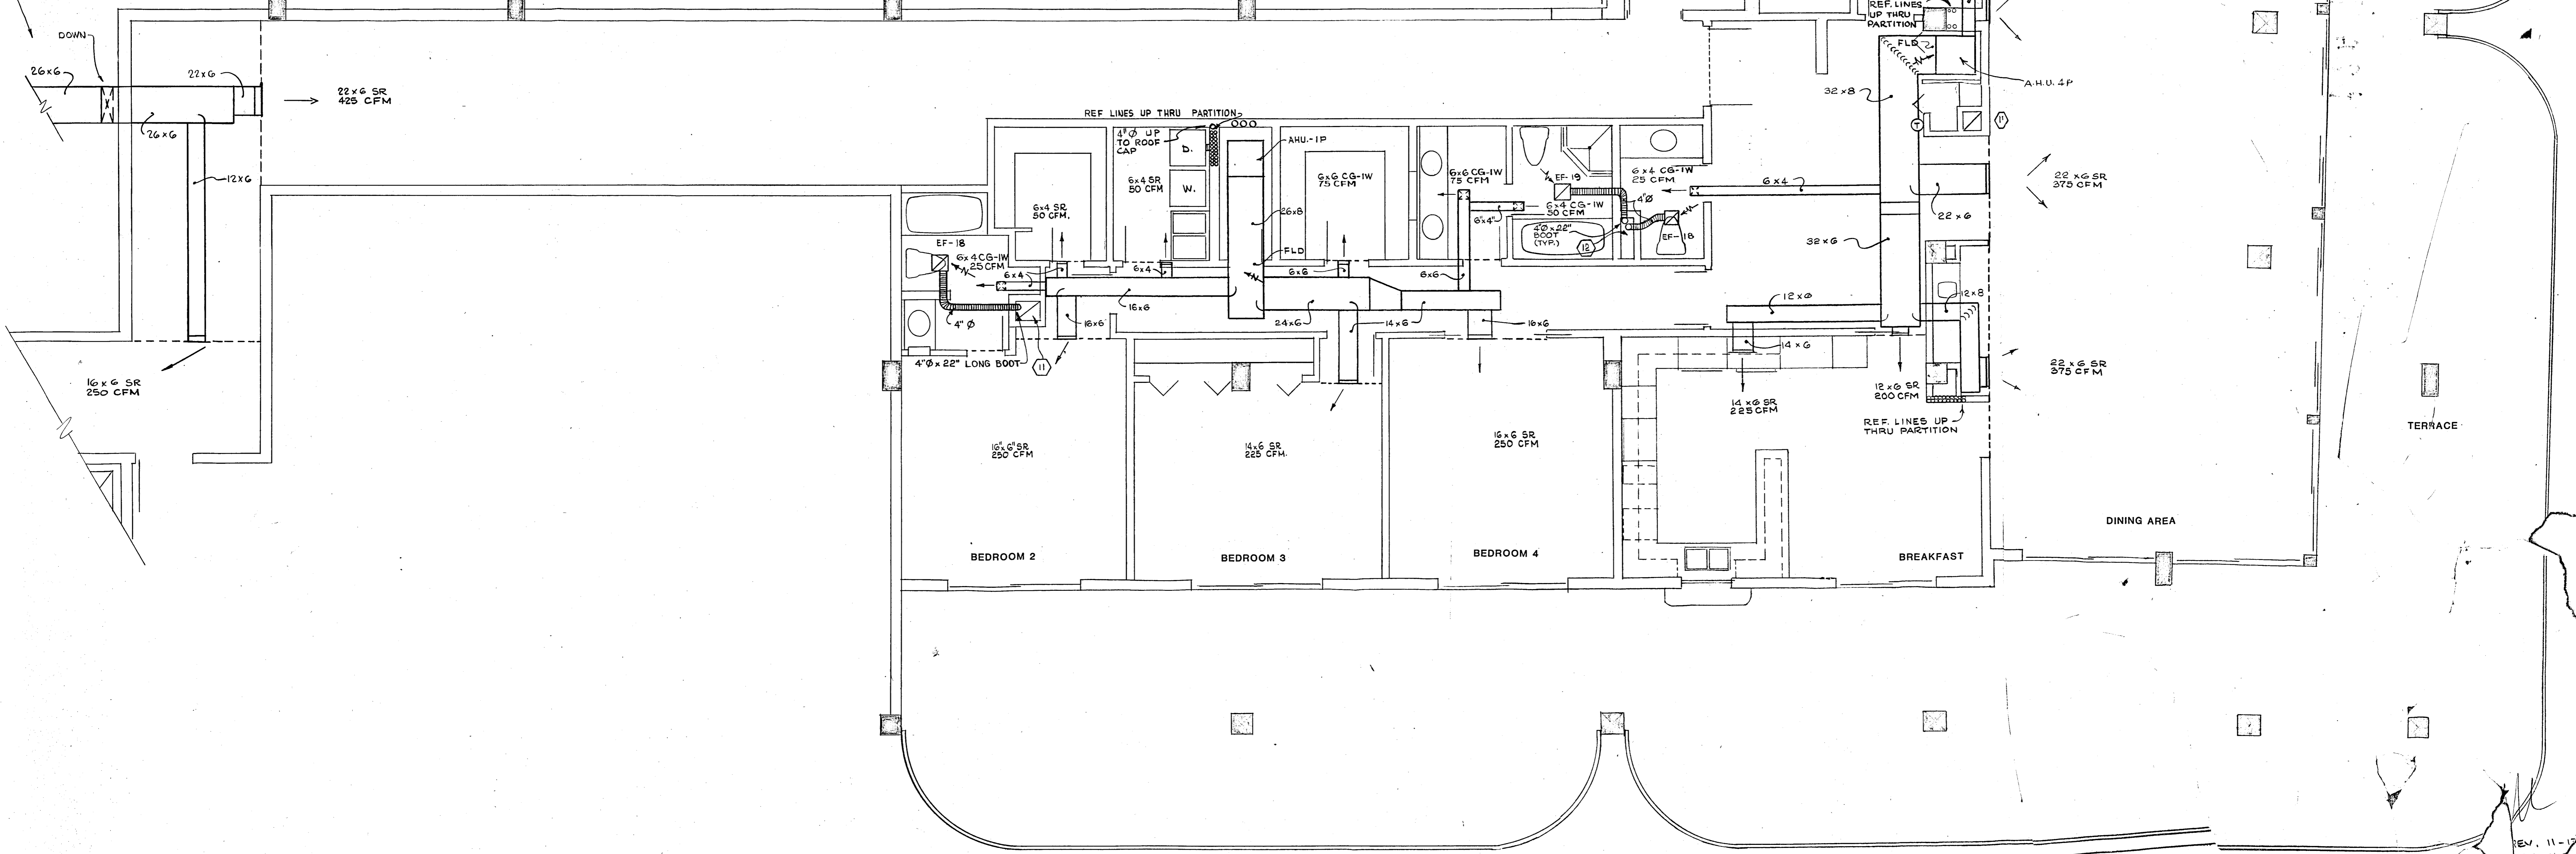 REF. LINES
UP THRU
PARTITION
FLD
A.H.U. 4P
DOWN
26x6
22x6
26x6
22x6 SR
425 CFM
12x6
16x6 SR
250 CFM
REF LINES UP THRU PARTITION
4"Ø UP
TO ROOF
CAP
D.
W.
AHU.-1P
6x4 SR
50 CFM.
6x4 SR
50 CFM
26x8
FLD
6x6 CG-1W
75 CFM
6x6 CG-1W
75 CFM
EF-19
6x4 CG-1W
25 CFM
6x4 CG-1W
50 CFM
6"x4"
4"Ø
4"Ø x 22"
BOOT
(TYP.)
12
EF-18
6x4
32x8
T
11
22x6 SR
375 CFM
22x6
32x6
EF-18
6x4 CG-1W
25 CFM
6x4
6x4
6x6
6x6
16x6
16x6
24x6
14x6
16x6
12x6
12x8
4"Ø
4"Ø x 22" LONG BOOT
11
14x6
22x6 SR
375 CFM
14x6 SR
225 CFM
12x6 SR
200 CFM
REF. LINES UP
THRU PARTITION
16"x6" SR
250 CFM
14x6 SR
225 CFM.
16x6 SR
250 CFM
TERRACE
DINING AREA
BEDROOM 2
BEDROOM 3
BEDROOM 4
BREAKFAST
REV. 11-1